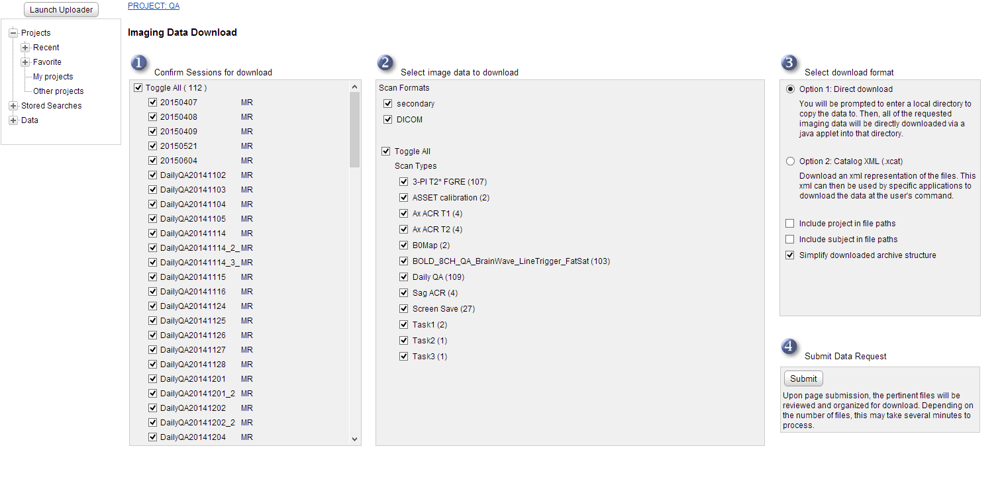 Launch Uploader
PROJECT: QA
Projects
Recent
Favorite
My projects
Other projects
Stored Searches
Data
Imaging Data Download
1 Confirm Sessions for download
Toggle All ( 112 )
20150407 MR
20150408 MR
20150409 MR
20150521 MR
20150604 MR
DailyQA20141102 MR
DailyQA20141103 MR
DailyQA20141104 MR
DailyQA20141105 MR
DailyQA20141114 MR
DailyQA20141114_2_ MR
DailyQA20141114_3_ MR
DailyQA20141115 MR
DailyQA20141116 MR
DailyQA20141124 MR
DailyQA20141125 MR
DailyQA20141126 MR
DailyQA20141127 MR
DailyQA20141128 MR
DailyQA20141201 MR
DailyQA20141201_2 MR
DailyQA20141202 MR
DailyQA20141202_2 MR
DailyQA20141204 MR
2 Select image data to download
Scan Formats
secondary
DICOM
Toggle All
Scan Types
3-Pl T2* FGRE (107)
ASSET calibration (2)
Ax ACR T1 (4)
Ax ACR T2 (4)
B0Map (2)
BOLD_8CH_QA_BrainWave_LineTrigger_FatSat (103)
Daily QA (109)
Sag ACR (4)
Screen Save (27)
Task1 (2)
Task2 (1)
Task3 (1)
3 Select download format
Option 1: Direct download
You will be prompted to enter a local directory to
copy the data to. Then, all of the requested
imaging data will be directly downloaded via a
java applet into that directory.
Option 2: Catalog XML (.xcat)
Download an xml representation of the files. This
xml can then be used by specific applications to
download the data at the user's command.
Include project in file paths
Include subject in file paths
Simplify downloaded archive structure
4 Submit Data Request
Submit
Upon page submission, the pertinent files will be
reviewed and organized for download. Depending on
the number of files, this may take several minutes to
process.